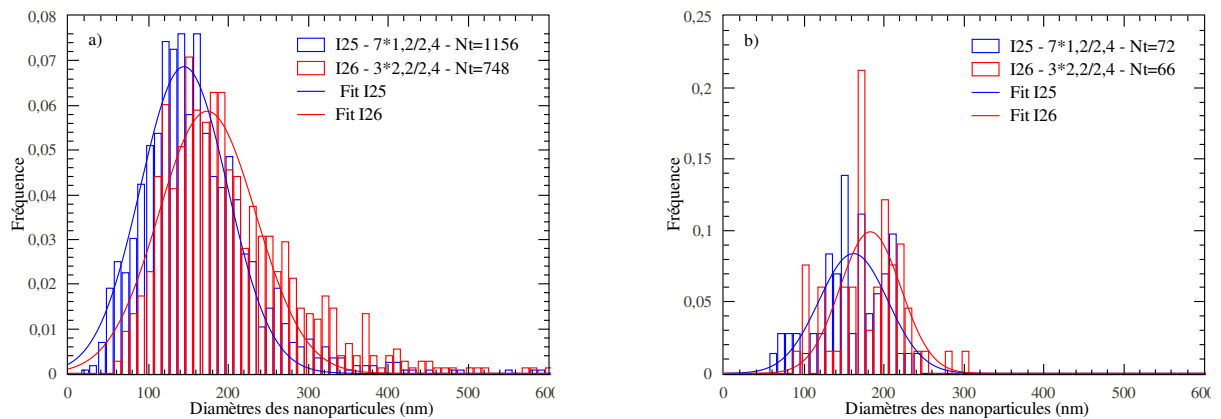 a)
I25 - 7*1,2/2,4 - Nt=1156
I26 - 3*2,2/2,4 - Nt=748
Fit I25
Fit I26
Fréquence
0,08
0,07
0,06
0,05
0,04
0,03
0,02
0,01
0
0 100 200 300 400 500 600
Diamètres des nanoparticules (nm)
b)
I25 - 7*1,2/2,4 - Nt=72
I26 - 3*2,2/2,4 - Nt=66
Fit I25
Fit I26
Fréquence
0,25
0,2
0,15
0,1
0,05
0
0 100 200 300 400 500 600
Diamètres des nanoparticules (nm)